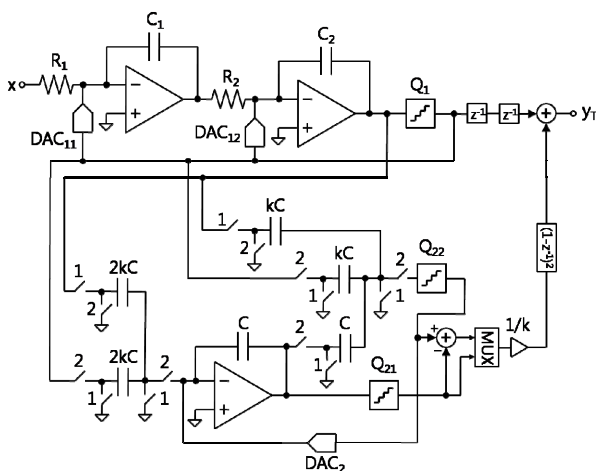 C1
C2
R1
R2
x
Q1
z-1
z-1
yT
DAC11
DAC12
kC
1
2
Q22
2
kC
2
1
1
(1-z-1)2
1
2kC
2
2
C
2
C
1/k
2
2kC
2
1
1
1
Q21
MUX
DAC2